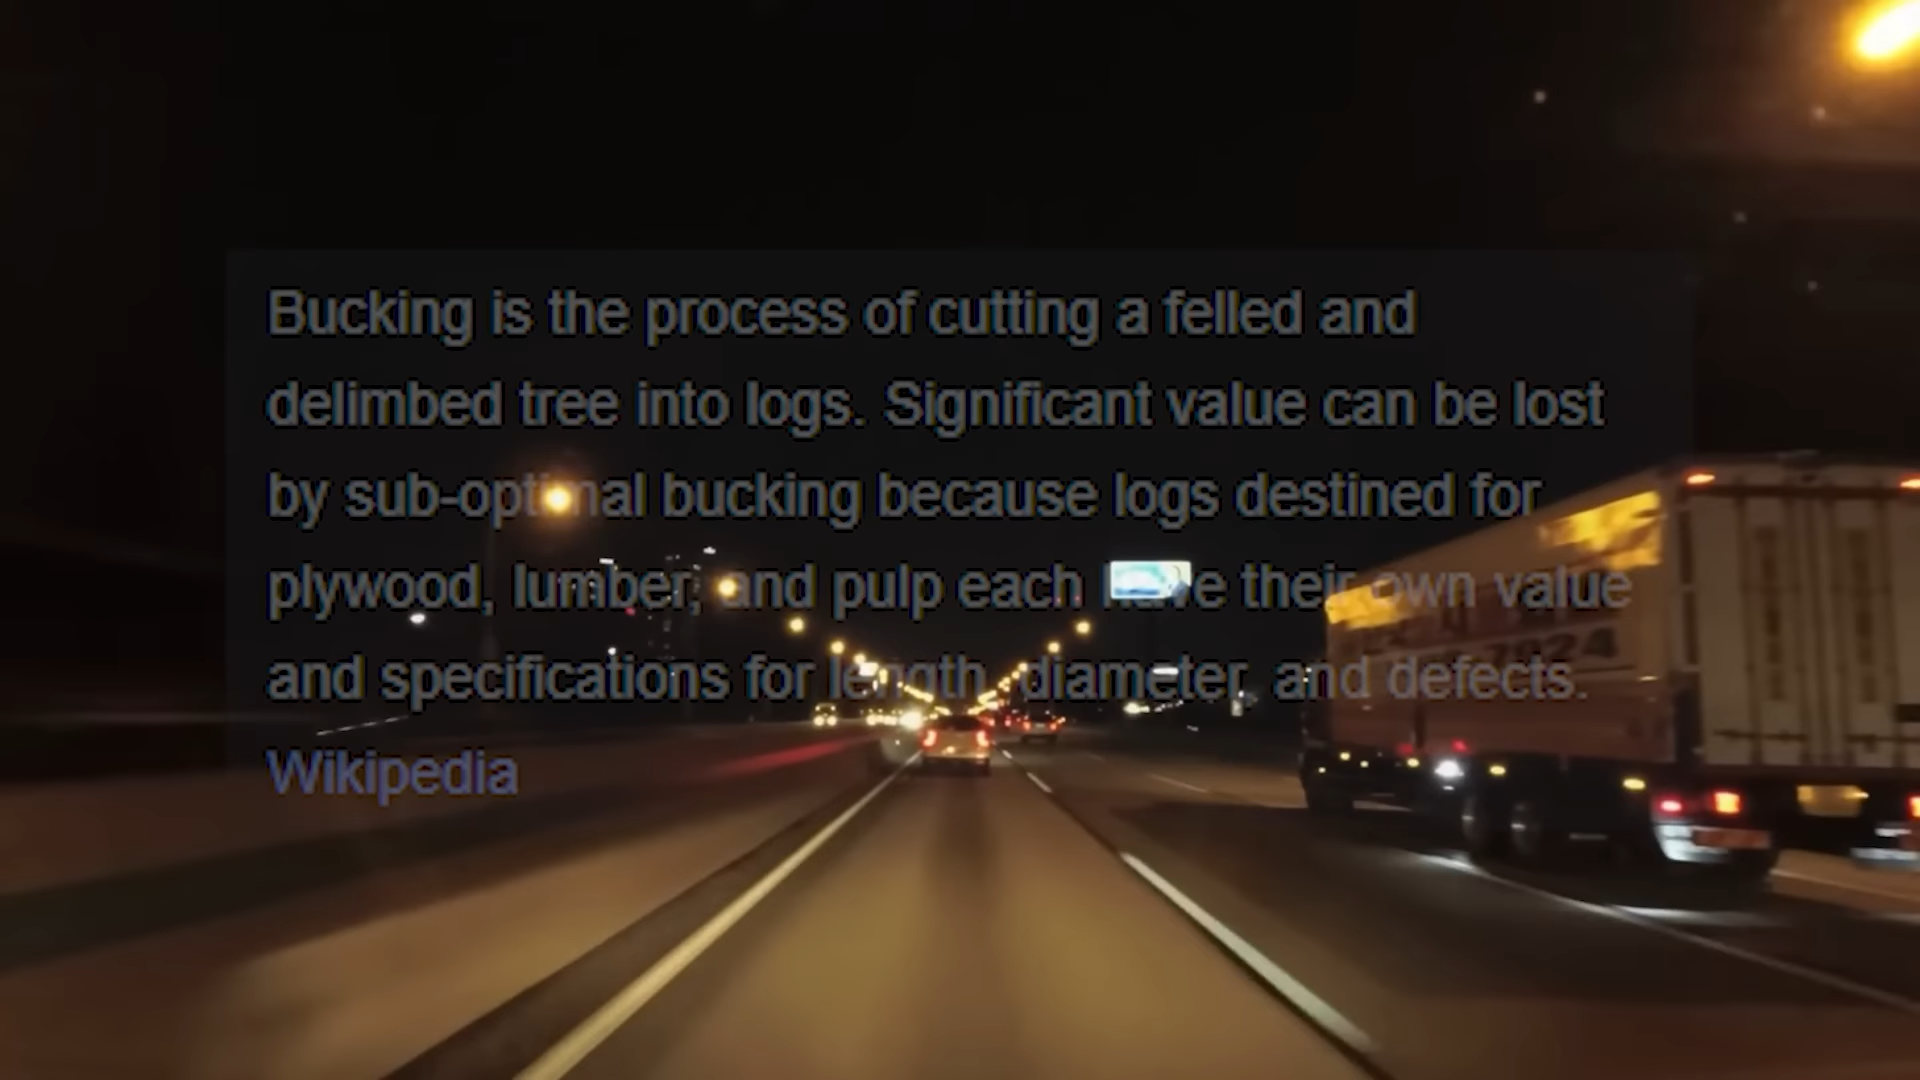 Bucking is the process of cutting a felled and
delimbed tree into logs. Significant value can be lost
by sub-optimal bucking because logs destined for
plywood, lumber, and pulp each have their own value
and specifications for length, diameter, and defects.
Wikipedia